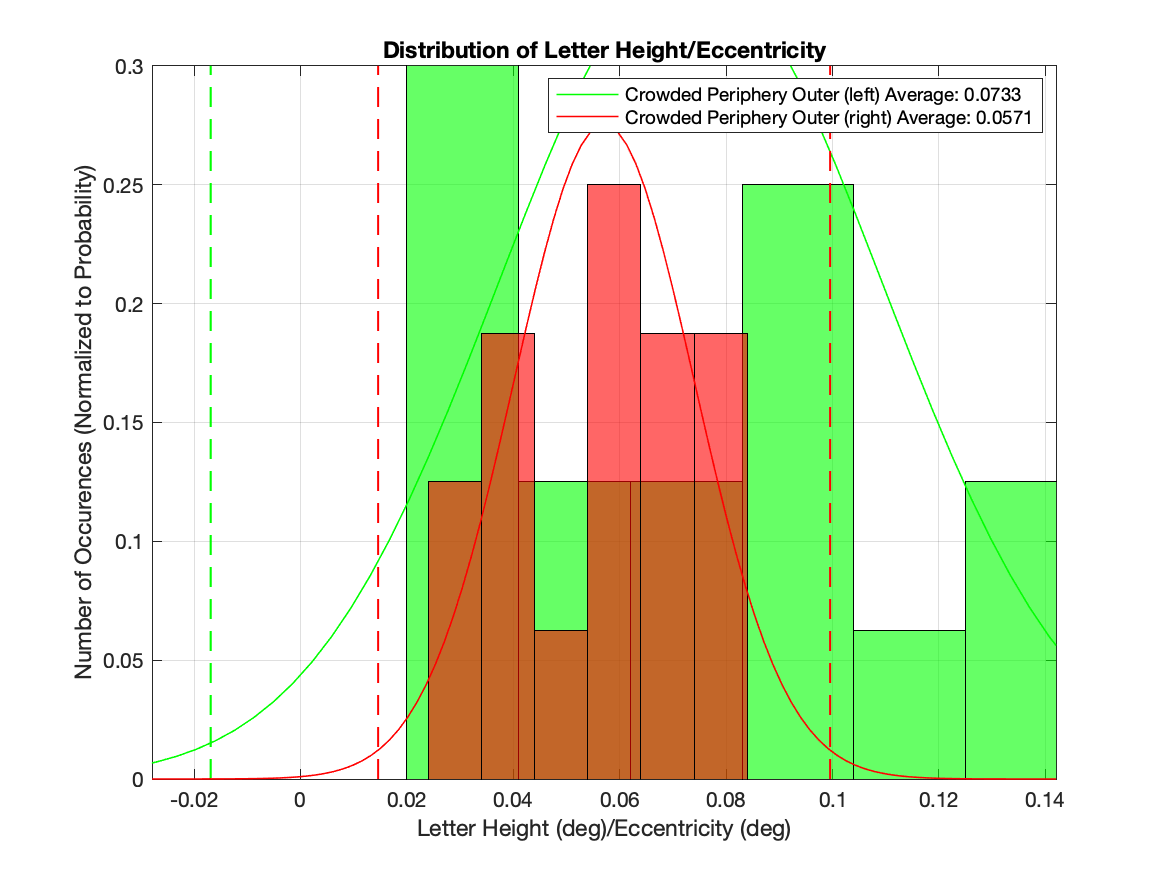 Distribution of Letter Height/Eccentricity
Crowded Periphery Outer (left) Average: 0.0733
Crowded Periphery Outer (right) Average: 0.0571
Number of Occurences (Normalized to Probability)
0.3
0.25
0.2
0.15
0.1
0.05
0
-0.02 0 0.02 0.04 0.06 0.08 0.1 0.12 0.14
Letter Height (deg)/Eccentricity (deg)